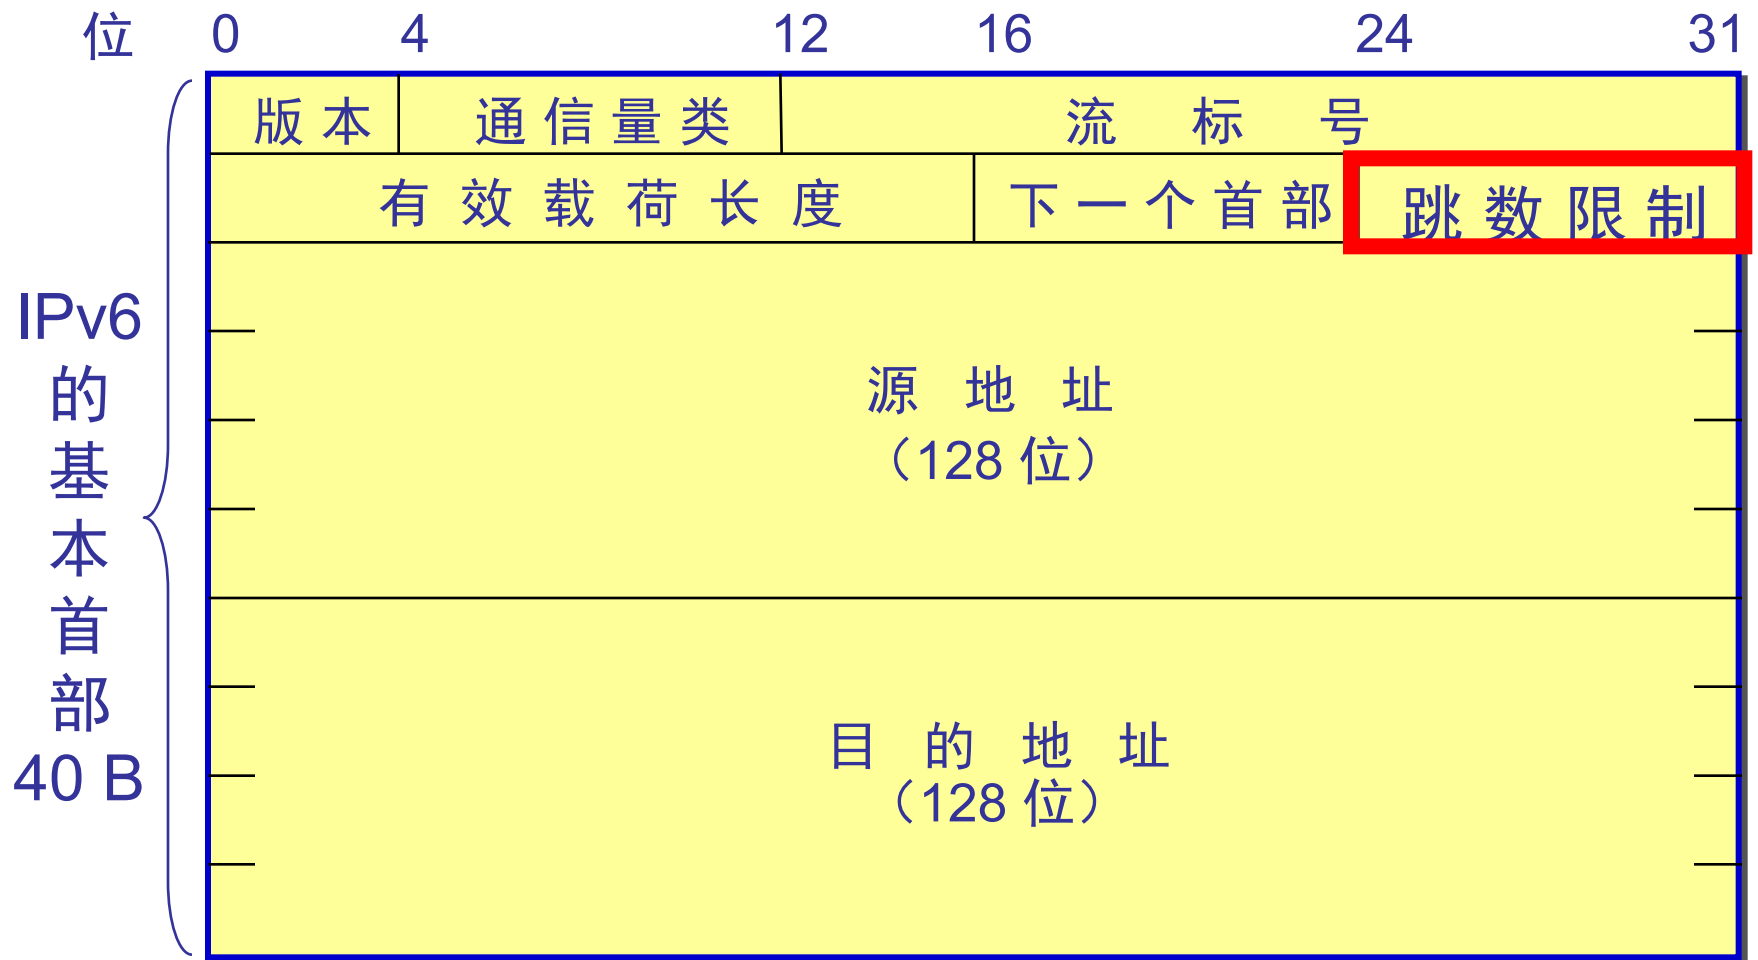 位 0 4 12 16 24 31
版本 通信量类 流标号
有效载荷长度 下一个首部 跳数限制
源地址
（128 位）
目的地址
（128 位）
IPv6
的
基
本
首
部
40 B